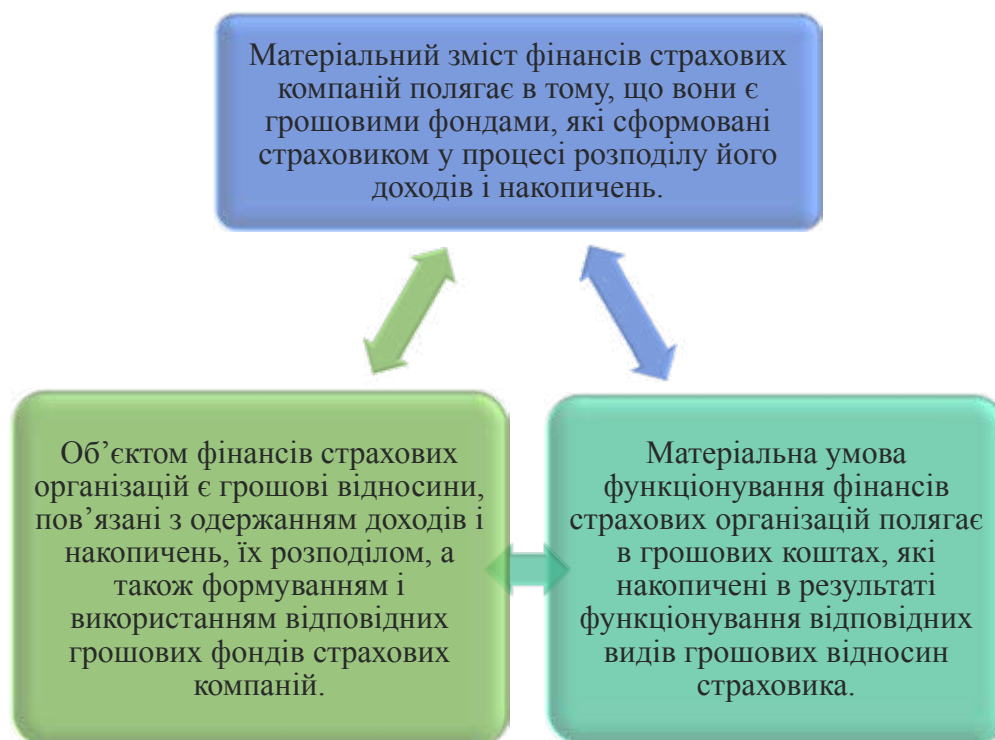 Матеріальний зміст фінансів страхових
компаній полягає в тому, що вони є
грошовими фондами, які сформовані
страховиком у процесі розподілу його
доходів і накопичень.
Об’єктом фінансів страхових
організацій є грошові відносини,
пов’язані з одержанням доходів і
накопичень, їх розподілом, а
також формуванням і
використанням відповідних
грошових фондів страхових
компаній.
Матеріальна умова
функціонування фінансів
страхових організацій полягає
в грошових коштах, які
накопичені в результаті
функціонування відповідних
видів грошових відносин
страховика.